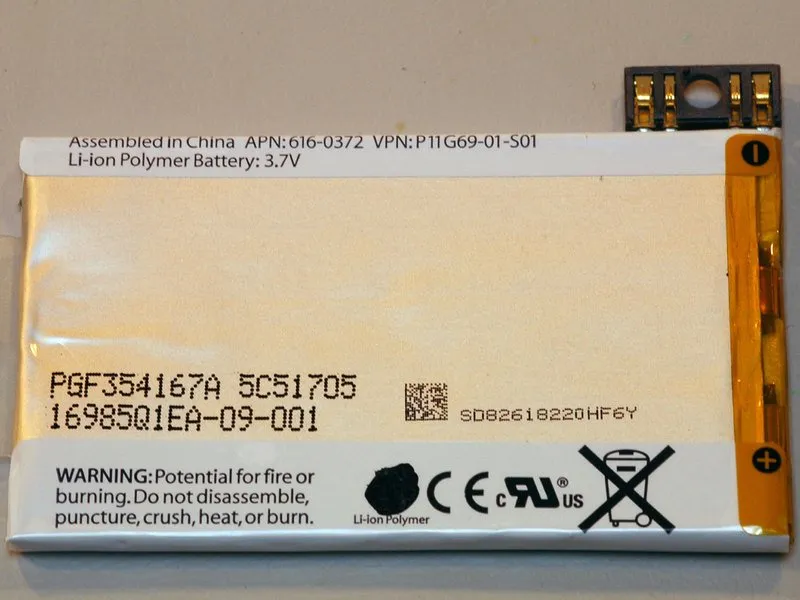 Assembled in China APN: 616-0372 VPN: P11G69-01-S01
Li-ion Polymer Battery: 3.7V
PGF354167A 5C51705
16985Q1EA-09-001
SD82618220HF6Y
WARNING: Potential for fire or
burning. Do not disassemble,
puncture, crush, heat, or burn.
Li-ion Polymer
CE
c RU® US